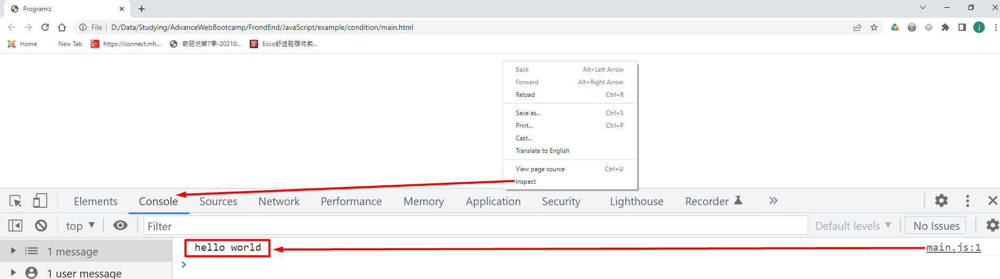 Programiz
File D:/Data/Studying/AdvanceWebBootcamp/FrondEnd/JavaScript/example/condition/main.html
j
Home New Tab https://connect.mh... 奇葩说第7季-20210... 蒙 Ecco舒适鞋履特卖...
Back Alt+Left Arrow
Forward Alt+Right Arrow
Reload Ctrl+R
Save as... Ctrl+S
Print... Ctrl+P
Cast...
Translate to English
View page source Ctrl+U
Inspect
Elements Console Sources Network Performance Memory Application Security Lighthouse Recorder
top Filter Default levels No Issues
1 message hello world main.js:1
1 user message